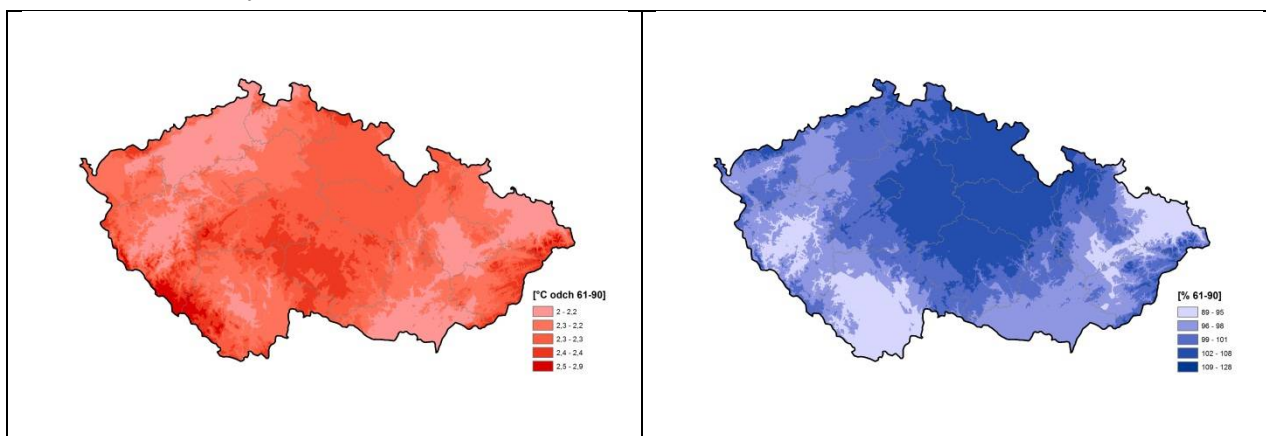 [°C odch 61-90]
2 - 2,2
2,3 - 2,2
2,3 - 2,3
2,4 - 2,4
2,5 - 2,9
[% 61-90]
89 - 95
96 - 98
99 - 101
102 - 108
109 - 128